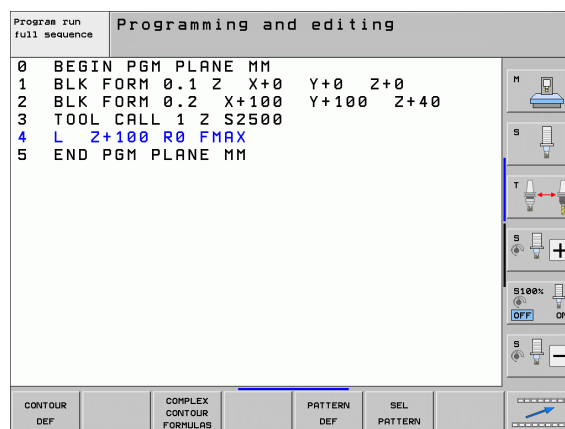 Program run
full sequence
Programming and editing
0 BEGIN PGM PLANE MM
1 BLK FORM 0.1 Z X+0 Y+0 Z+0
2 BLK FORM 0.2 X+100 Y+100 Z+40
3 TOOL CALL 1 Z S2500
4 L Z+100 R0 FMAX
5 END PGM PLANE MM
M
S
T
S
+
S100%
OFF ON
S
-
CONTOUR
DEF
COMPLEX
CONTOUR
FORMULAS
PATTERN
DEF
SEL
PATTERN